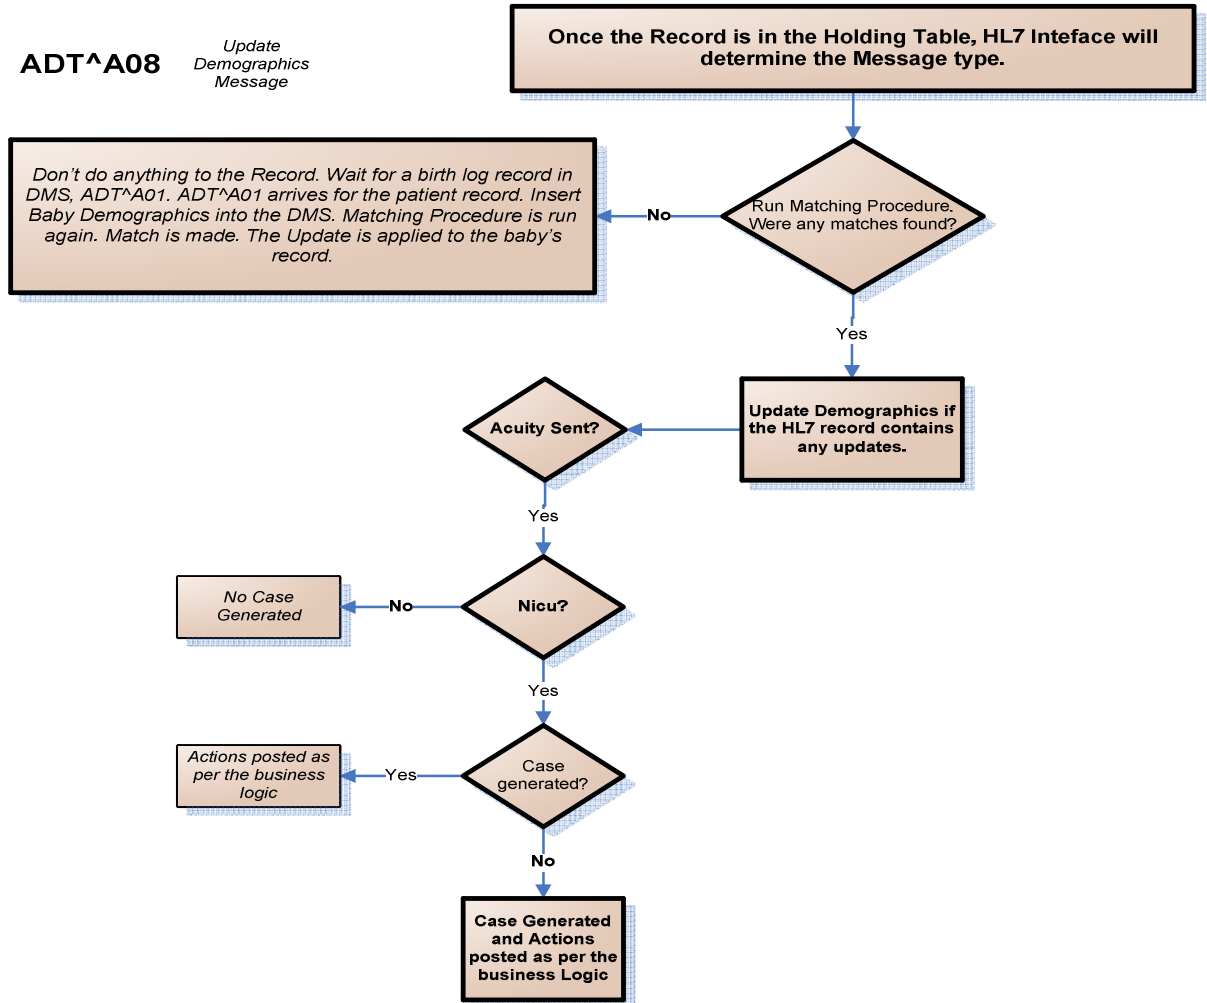 ADT^A08
Update
Demographics
Message
Once the Record is in the Holding Table, HL7 Inteface will
determine the Message type.
Don't do anything to the Record. Wait for a birth log record in
DMS, ADT^A01. ADT^A01 arrives for the patient record. Insert
Baby Demographics into the DMS. Matching Procedure is run
again. Match is made. The Update is applied to the baby's
record.
No
Run Matching Procedure.
Were any matches found?
Yes
Acuity Sent?
Update Demographics if
the HL7 record contains
any updates.
Yes
No Case
Generated
No
Nicu?
Yes
Actions posted as
per the business
logic
Yes
Case
generated?
No
Case Generated
and Actions
posted as per the
business Logic